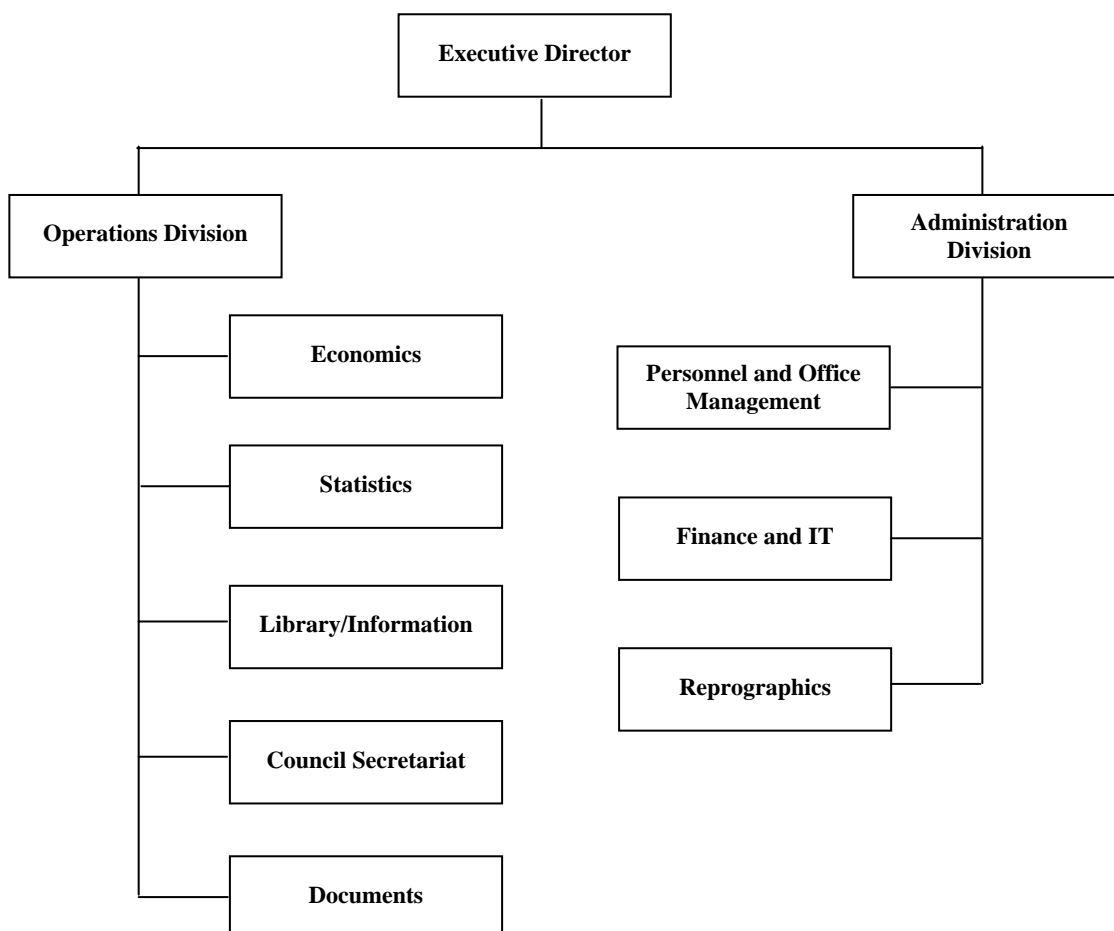 Executive Director
Operations Division
Administration
Division
Economics
Personnel and Office
Management
Statistics
Finance and IT
Library/Information
Reprographics
Council Secretariat
Documents